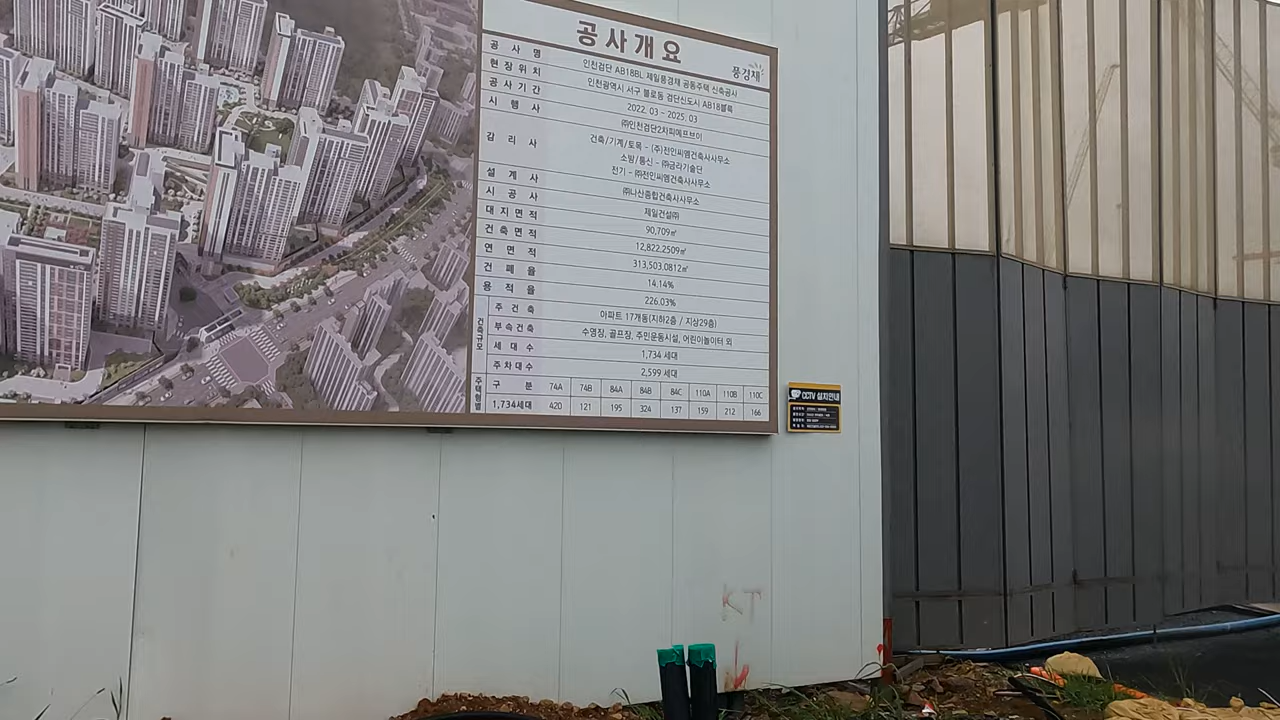 공사개요
풍경채
공사명 인천검단 AB18BL 제일풍경채 공동주택 신축공사
현장위치 인천광역시 서구 불로동 검단신도시 AB18블록
공사기간 2022. 03 - 2025. 03
시행사 ㈜인천검단2차피에프브이
감리사 건축/기계/토목 - (주)전인씨엠건축사사무소
소방/통신 - ㈜금라기술단
전기 - ㈜전인씨엠건축사사무소
설계사 ㈜나산종합건축사사무소
시공사 제일건설㈜
대지면적 90,709㎡
건축면적 12,822.2509㎡
연면적 313,503.0812㎡
건폐율 14.14%
용적율 226.03%
건축규모
주건축 아파트 17개동(지하2층 / 지상29층)
부속건축 수영장, 골프장, 주민운동시설, 어린이놀이터 외
세대수 1,734 세대
주차대수 2,599 세대
주택형별
구분 74A 74B 84A 84B 84C 110A 110B 110C
1,734세대 420 121 195 324 137 159 212 166
CCTV 설치안내
KT